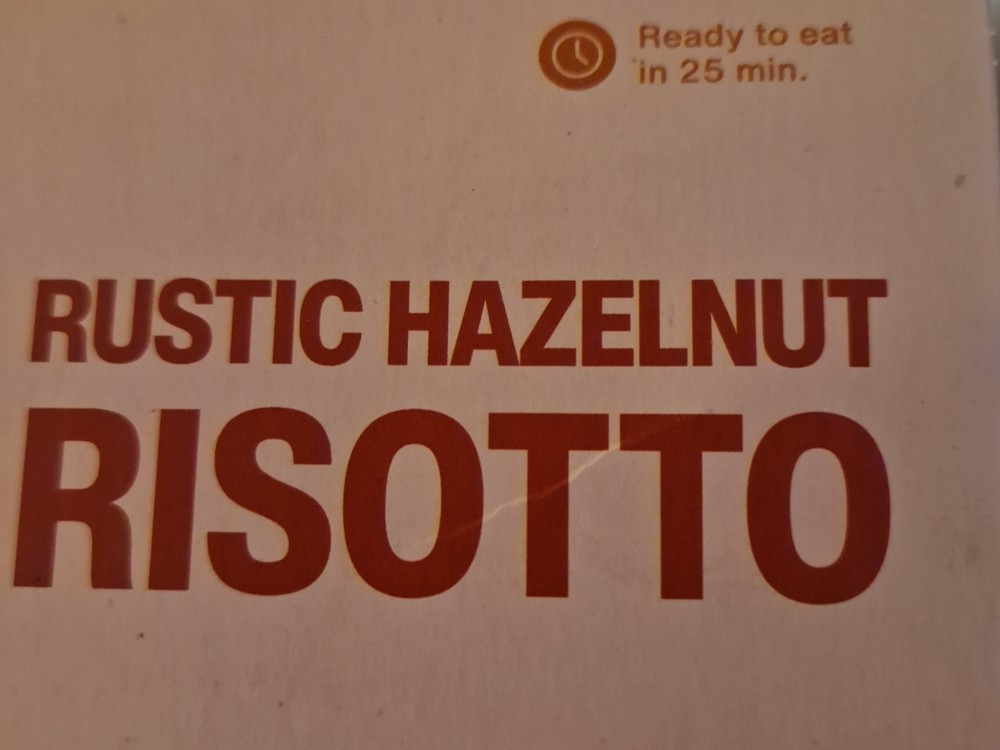 Ready to eat
in 25 min.
RUSTIC HAZELNUT
RISOTTO